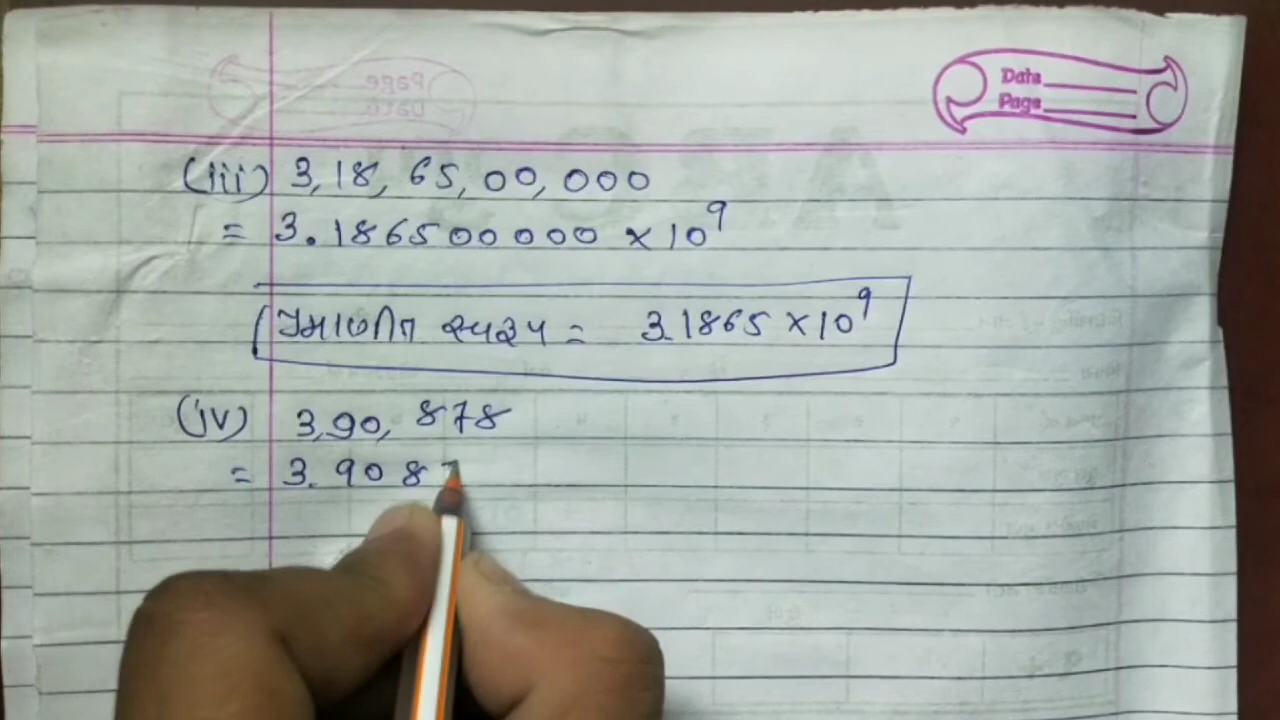 Date
Page
(iii) 3,18,65,00,000
= 3.186500000 × 10⁹
પ્રમાણિત સ્વરૂપ = 3.1865 × 10⁹
(iv) 3,90,878
= 3.908